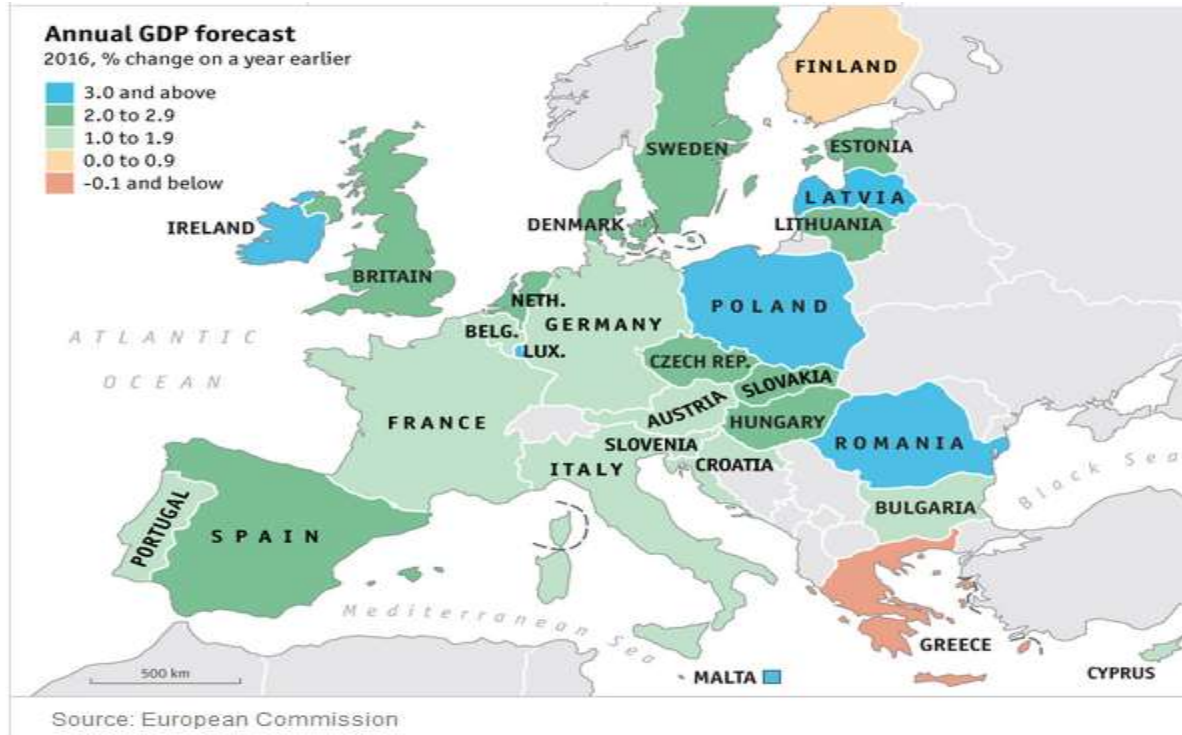 Annual GDP forecast
2016, % change on a year earlier
3.0 and above
2.0 to 2.9
1.0 to 1.9
0.0 to 0.9
-0.1 and below
FINLAND
SWEDEN
ESTONIA
LATVIA
LITHUANIA
IRELAND
DENMARK
BRITAIN
NETH.
POLAND
BELG.
GERMANY
LUX.
CZECH REP.
SLOVAKIA
ATLANTIC
OCEAN
FRANCE
AUSTRIA
HUNGARY
SLOVENIA
ROMANIA
ITALY
CROATIA
Black Sea
BULGARIA
PORTUGAL
SPAIN
Mediterranean Sea
GREECE
500 km
MALTA
CYPRUS
Source: European Commission